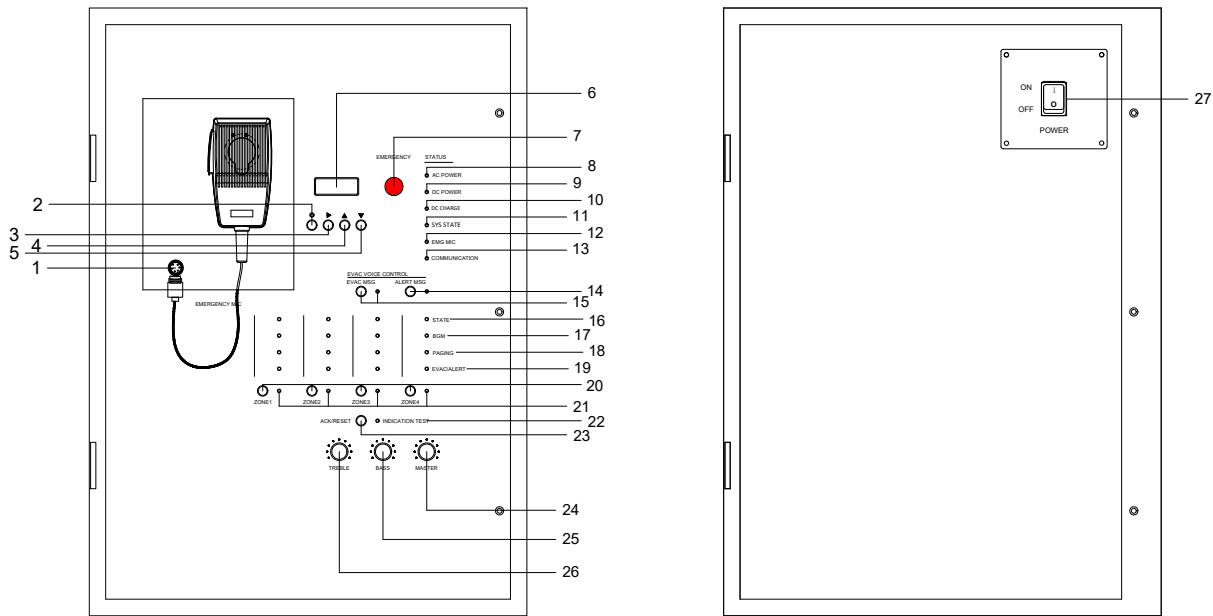 6
ON
I
27
OFF
POWER
7
EMERGENCY
STATUS
8
AC POWER
9
DC POWER
2
10
DC CHARGE
3
11
SYS STATE
4
12
EMG MIC
5
13
COMMUNICATION
1
EVAC VOICE CONTROL
EVAC MSG
ALERT MSG
14
15
EMERGENCY MIC
STATE
16
BGM
17
PAGING
18
EVAC/ALERT
19
20
ZONE1
ZONE2
ZONE3
ZONE4
21
ACK/RESET
INDICATION TEST
22
23
TREBLE
BASS
MASTER
24
25
26